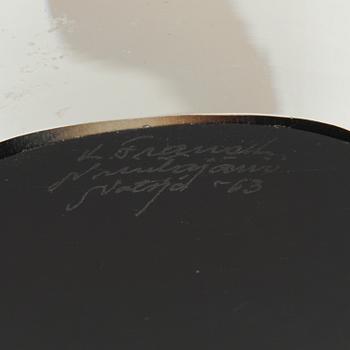 K Franck.
Nuutajärvi
Notsjö -63